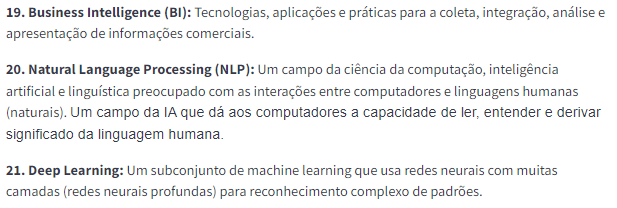 19. Business Intelligence (BI): Tecnologias, aplicações e práticas para a coleta, integração, análise e
apresentação de informações comerciais.
20. Natural Language Processing (NLP): Um campo da ciência da computação, inteligência
artificial e linguística preocupado com as interações entre computadores e linguagens humanas
(naturais). Um campo da IA que dá aos computadores a capacidade de ler, entender e derivar
significado da linguagem humana.
21. Deep Learning: Um subconjunto de machine learning que usa redes neurais com muitas
camadas (redes neurais profundas) para reconhecimento complexo de padrões.